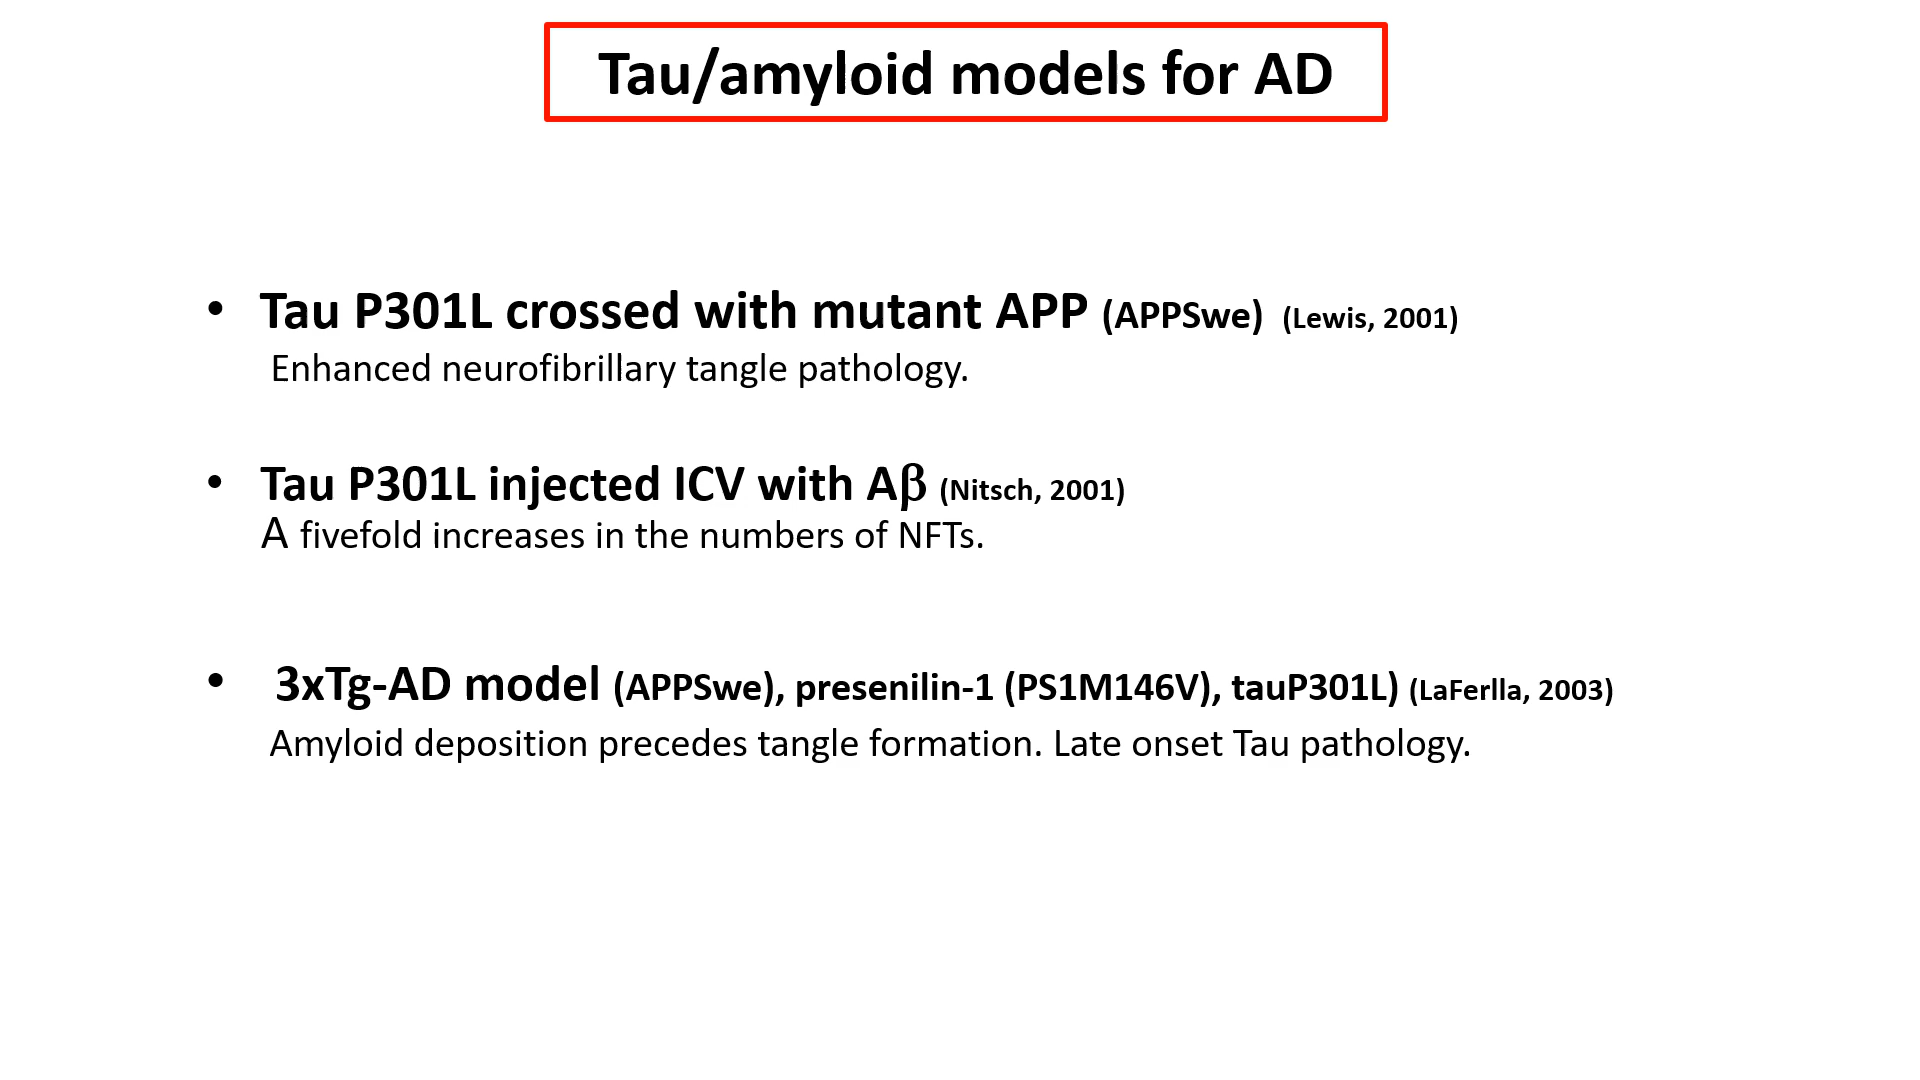 Tau/amyloid models for AD
• Tau P301L crossed with mutant APP (APPSwe) (Lewis, 2001)
Enhanced neurofibrillary tangle pathology.
• Tau P301L injected ICV with Aβ (Nitsch, 2001)
A fivefold increases in the numbers of NFTs.
• 3xTg-AD model (APPSwe), presenilin-1 (PS1M146V), tauP301L) (LaFerlla, 2003)
Amyloid deposition precedes tangle formation. Late onset Tau pathology.